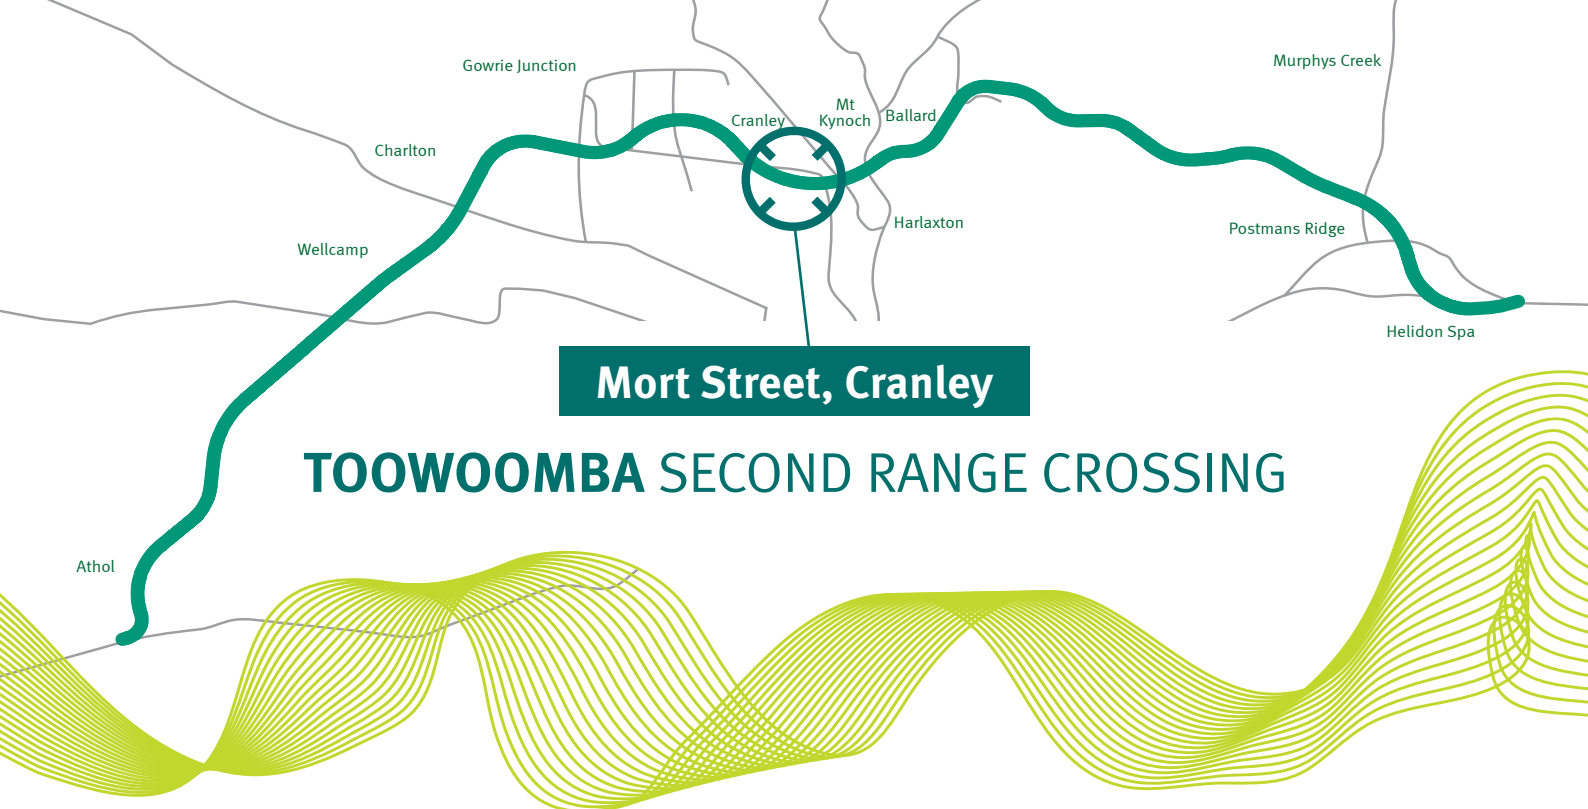 Gowrie Junction
Murphys Creek
Mt
Kynoch
Cranley
Ballard
Charlton
Harlaxton
Postmans Ridge
Wellcamp
Helidon Spa
Mort Street, Cranley
TOOWOOMBA SECOND RANGE CROSSING
Athol